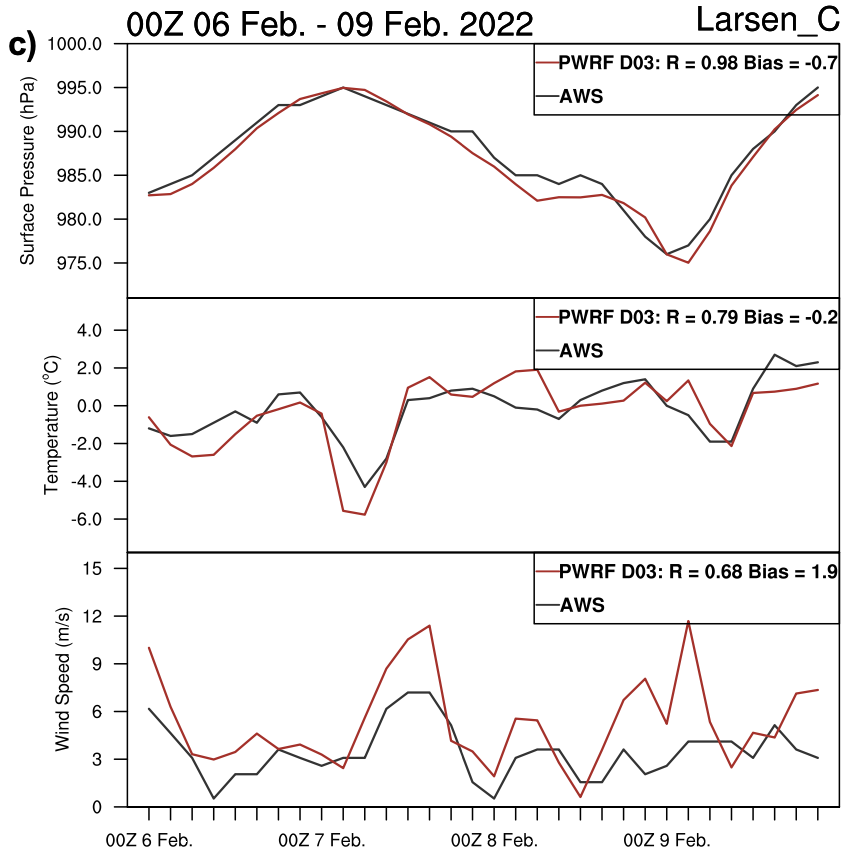 00Z 06 Feb. - 09 Feb. 2022 Larsen_C
c)
1000.0
995.0
990.0
985.0
980.0
975.0
Surface Pressure (hPa)
PWRF D03: R = 0.98 Bias = -0.7
AWS
4.0
2.0
0.0
-2.0
-4.0
-6.0
Temperature (°C)
PWRF D03: R = 0.79 Bias = -0.2
AWS
15
12
9
6
3
0
Wind Speed (m/s)
PWRF D03: R = 0.68 Bias = 1.9
AWS
00Z 6 Feb. 00Z 7 Feb. 00Z 8 Feb. 00Z 9 Feb.